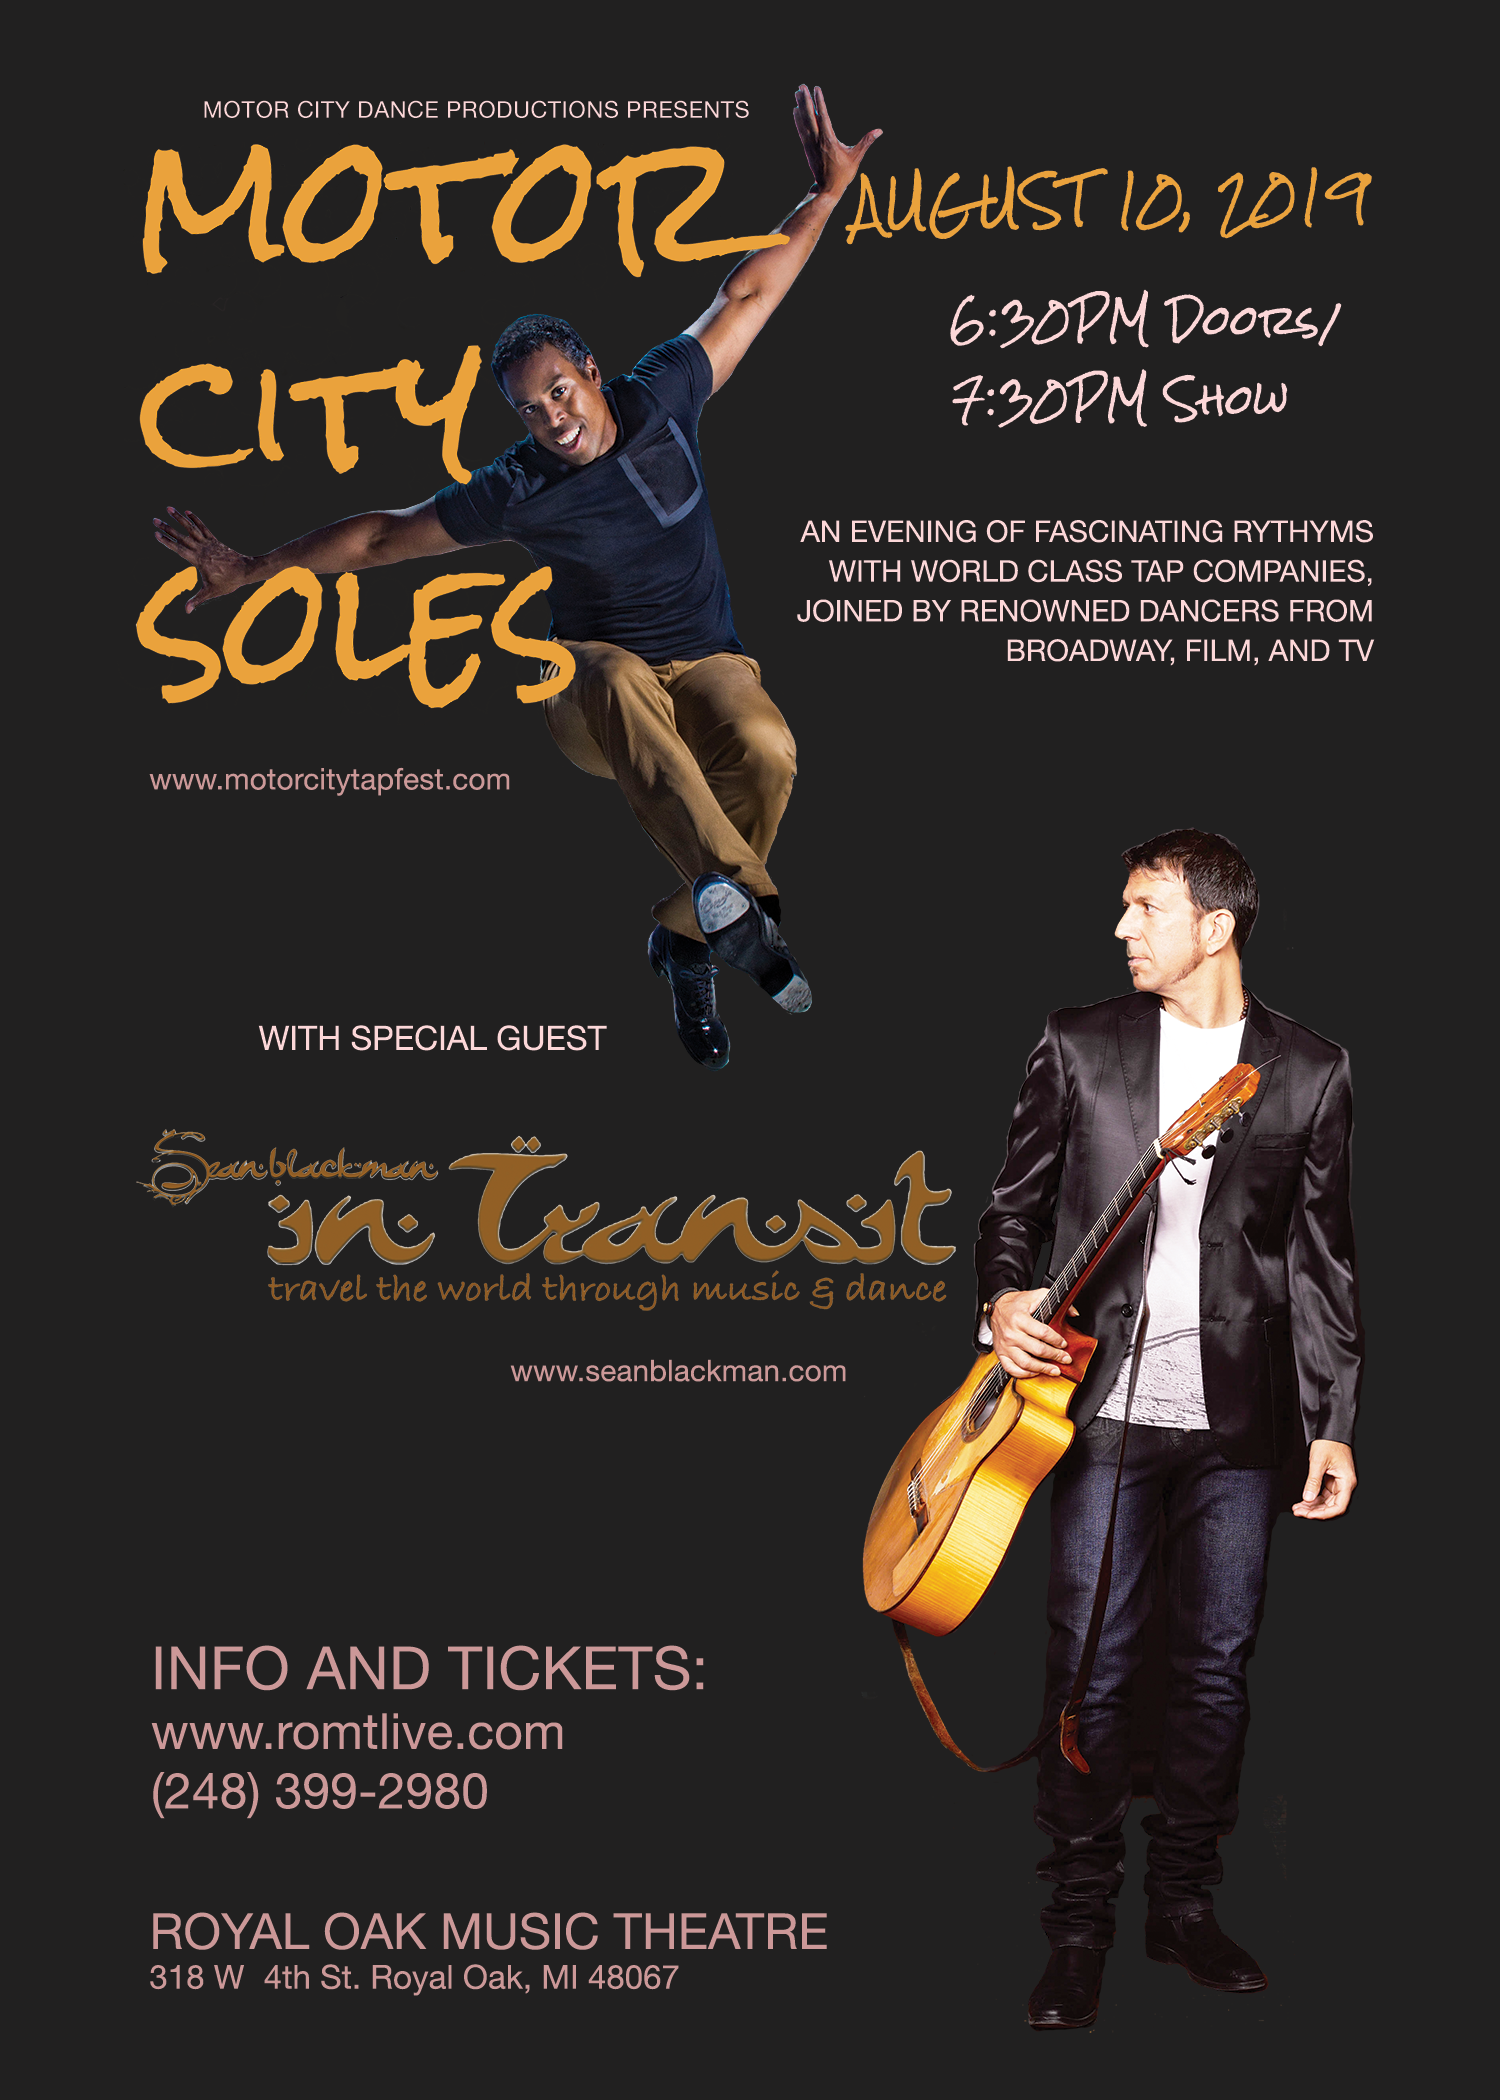 MOTOR CITY DANCE PRODUCTIONS PRESENTS
MOTOR
CITY
SOLES
AUGUST 10, 2019
6:30PM DOORS/
7:30PM SHOW
AN EVENING OF FASCINATING RYTHYMS
WITH WORLD CLASS TAP COMPANIES,
JOINED BY RENOWNED DANCERS FROM
BROADWAY, FILM, AND TV
www.motorcitytapfest.com
WITH SPECIAL GUEST
Sean blackman
in Transit
travel the world through music & dance
www.seanblackman.com
INFO AND TICKETS:
www.romtlive.com
(248) 399-2980
ROYAL OAK MUSIC THEATRE
318 W 4th St. Royal Oak, MI 48067